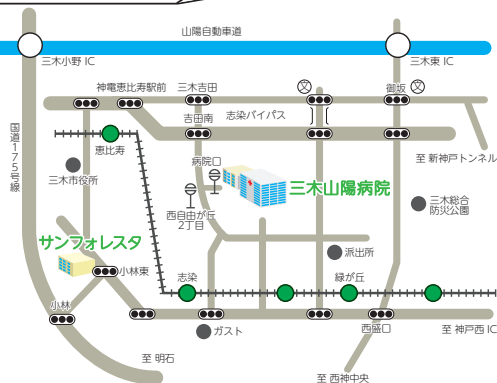 山陽自動車道
三木小野 IC
三木東 IC
神電恵比寿駅前
三木吉田
文
御坂
文
国道175号線
吉田南
志染バイパス
恵比寿
病院口
至 新神戸トンネル
三木市役所
三木山陽病院
西自由が丘
2丁目
三木総合
防災公園
サンフォレスタ
派出所
小林東
志染
緑が丘
小林
ガスト
西盛口
至 神戸西 IC
至 明石
至 西神中央